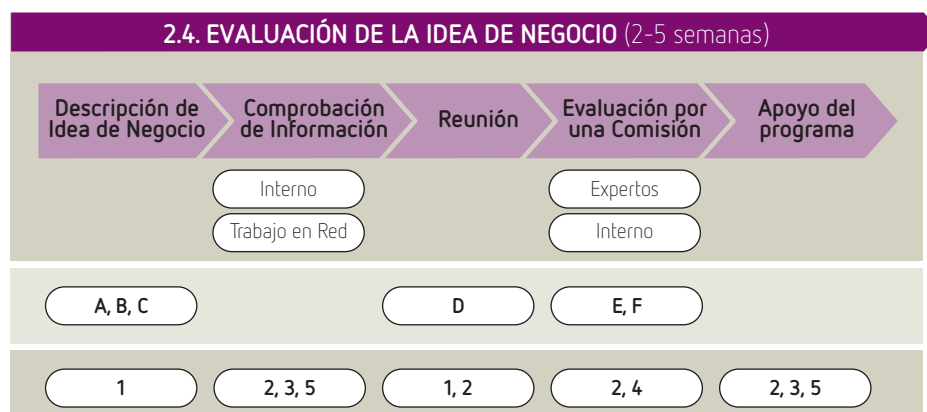 2.4. EVALUACIÓN DE LA IDEA DE NEGOCIO (2-5 semanas)
Descripción de
Idea de Negocio
Comprobación
de Información
Reunión
Evaluación por
una Comisión
Apoyo del
programa
Interno
Trabajo en Red
Expertos
Interno
A, B, C
D
E, F
1
2, 3, 5
1, 2
2, 4
2, 3, 5